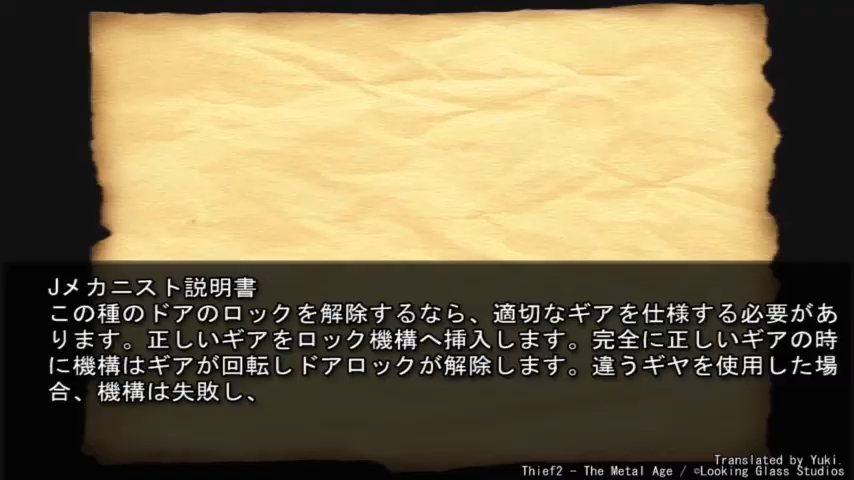 Jメカニスト説明書
この種のドアのロックを解除するなら、適切なギアを仕様する必要があ
ります。正しいギアをロック機構へ挿入します。完全に正しいギアの時
に機構はギアが回転しドアロックが解除します。違うギヤを使用した場
合、機構は失敗し、
Translated by Yuki.
Thief2 - The Metal Age / ©Looking Glass Studios